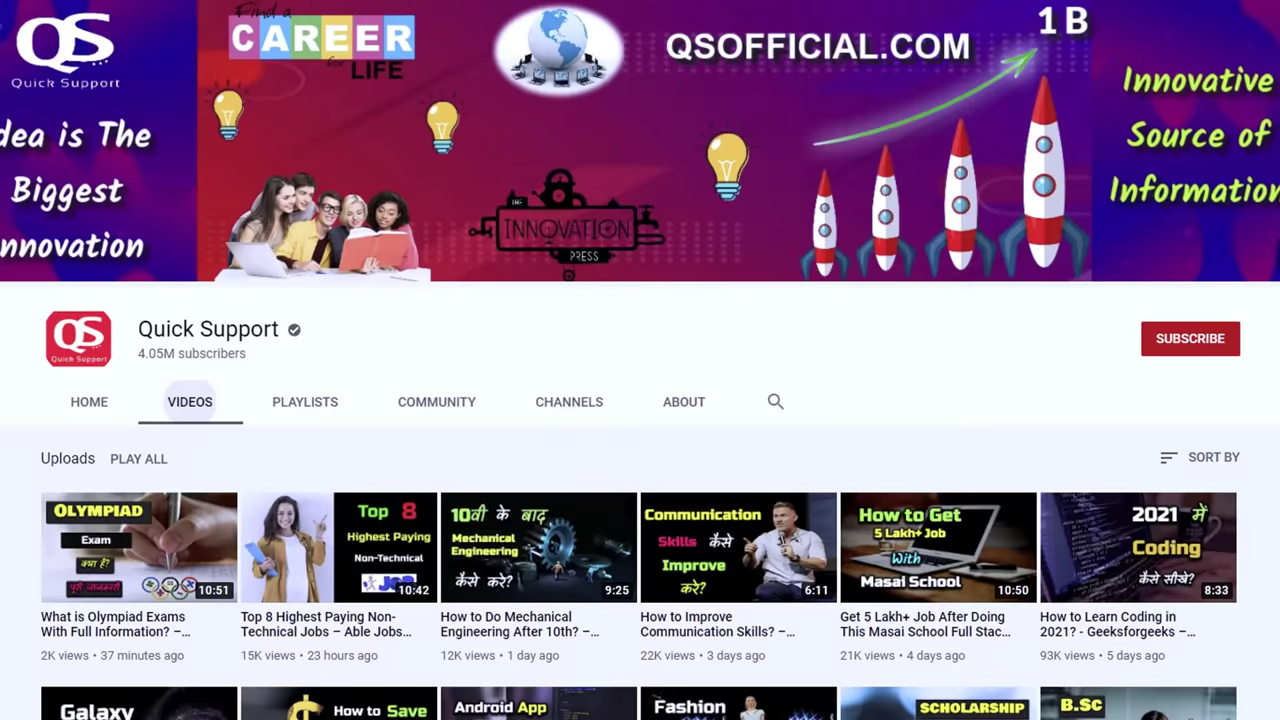 QS
Quick Support
Find a
CAREER
for
LIFE
QSOFFICIAL.COM
1 B
Innovative
Source of
Information
dea is The
Biggest
nnovation
THE
INNOVATION
PRESS
QS
Quick Support
Quick Support
4.05M subscribers
SUBSCRIBE
HOME
VIDEOS
PLAYLISTS
COMMUNITY
CHANNELS
ABOUT
Uploads
PLAY ALL
SORT BY
OLYMPIAD
Exam
क्या है?
पूरी जानकारी
10:51
Top 8
Highest Paying
Non-Technical
JOB
10:42
10वी के बाद
Mechanical
Engineering
कैसे करे?
9:25
Communication
Skills कैसे
Improve
करे?
6:11
How to Get
5 Lakh+ Job
With
Masai School
10:50
2021 में
Coding
कैसे सीखे?
8:33
What is Olympiad Exams
With Full Information? –...
2K views • 37 minutes ago
Top 8 Highest Paying Non-
Technical Jobs – Able Jobs...
15K views • 23 hours ago
How to Do Mechanical
Engineering After 10th? –...
12K views • 1 day ago
How to Improve
Communication Skills? –...
22K views • 3 days ago
Get 5 Lakh+ Job After Doing
This Masai School Full Stac...
21K views • 4 days ago
How to Learn Coding in
2021? - Geeksforgeeks –...
93K views • 5 days ago
Galaxy
How to Save
Android App
Fashion
SCHOLARSHIP
B.Sc